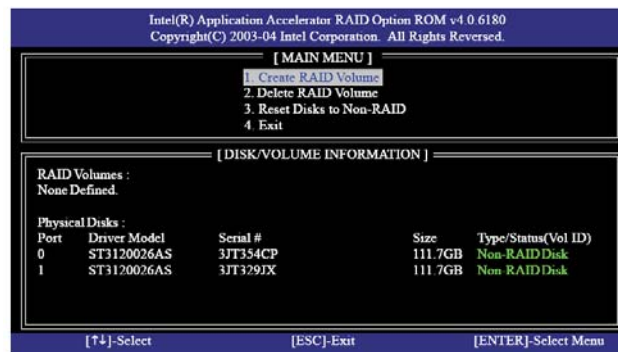 Intel(R) Application Accelerator RAID Option ROM v4.0.6180
Copyright(C) 2003-04 Intel Corporation. All Rights Reversed.
[ MAIN MENU ]
1. Create RAID Volume
2. Delete RAID Volume
3. Reset Disks to Non-RAID
4. Exit
[ DISK/VOLUME INFORMATION ]
RAID Volumes :
None Defined.
Physical Disks :
Port Driver Model Serial # Size Type/Status(Vol ID)
0 ST3120026AS 3JT354CP 111.7GB Non-RAID Disk
1 ST3120026AS 3JT329JX 111.7GB Non-RAID Disk
[↑↓]-Select [ESC]-Exit [ENTER]-Select Menu